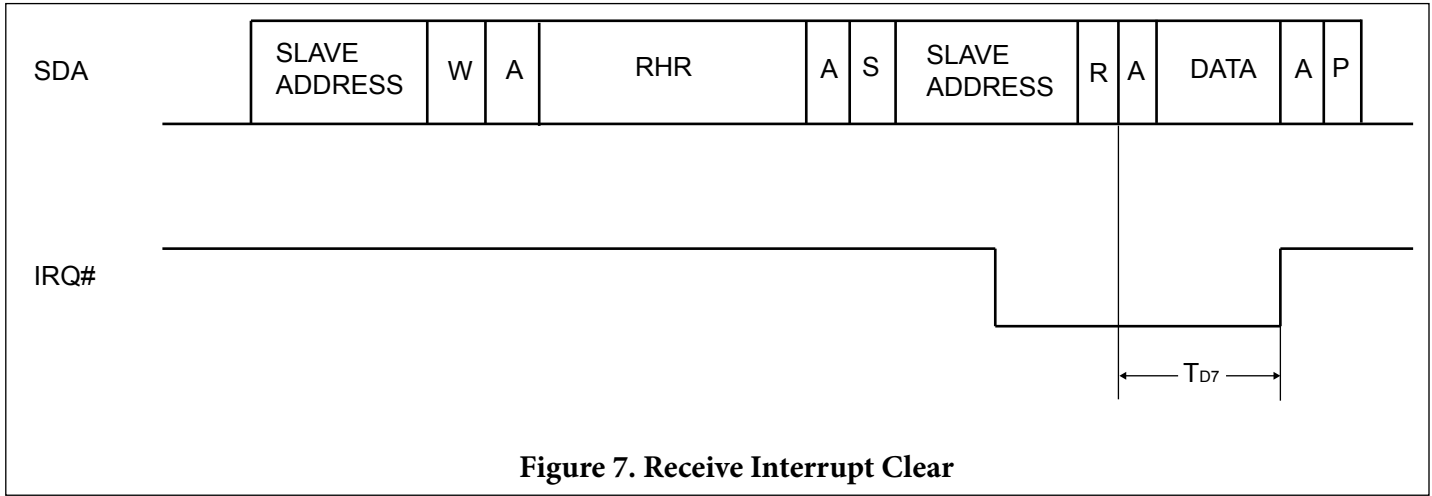 SDA
SLAVE
ADDRESS
W
A
RHR
A
S
SLAVE
ADDRESS
R
A
DATA
A
P
IRQ#
TD7
Figure 7. Receive Interrupt Clear